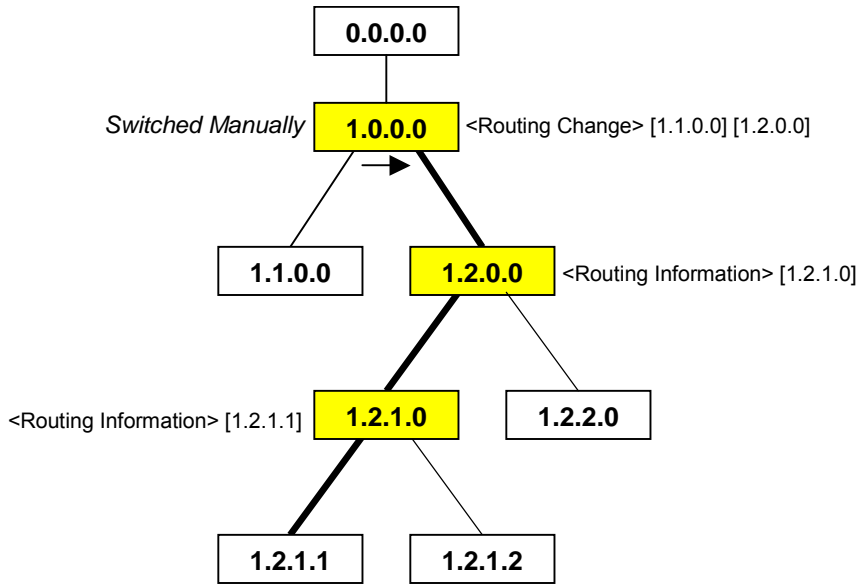 0.0.0.0
Switched Manually 1.0.0.0 <Routing Change> [1.1.0.0] [1.2.0.0]
1.1.0.0 1.2.0.0 <Routing Information> [1.2.1.0]
<Routing Information> [1.2.1.1] 1.2.1.0 1.2.2.0
1.2.1.1 1.2.1.2